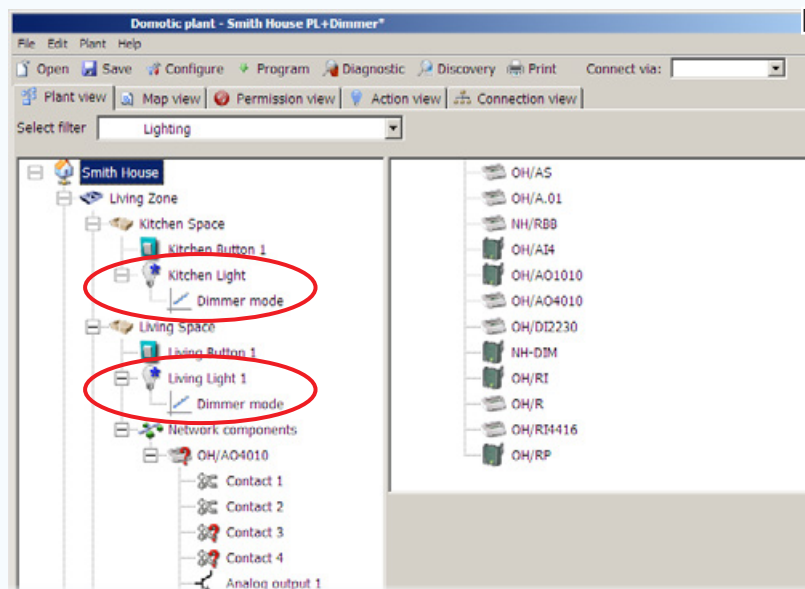 Domotic plant - Smith House PL+Dimmer*
File Edit Plant Help
Open Save Configure Program Diagnostic Discovery Print Connect via:
Plant view Map view Permission view Action view Connection view
Select filter Lighting
Smith House
Living Zone
Kitchen Space
Kitchen Button 1
Kitchen Light
Dimmer mode
Living Space
Living Button 1
Living Light 1
Dimmer mode
Network components
OH/AO4010
Contact 1
Contact 2
Contact 3
Contact 4
Analog output 1
OH/AS
OH/A.01
NH/RBB
OH/AI4
OH/AO1010
OH/AO4010
OH/DI2230
NH-DIM
OH/RI
OH/R
OH/RI4416
OH/RP